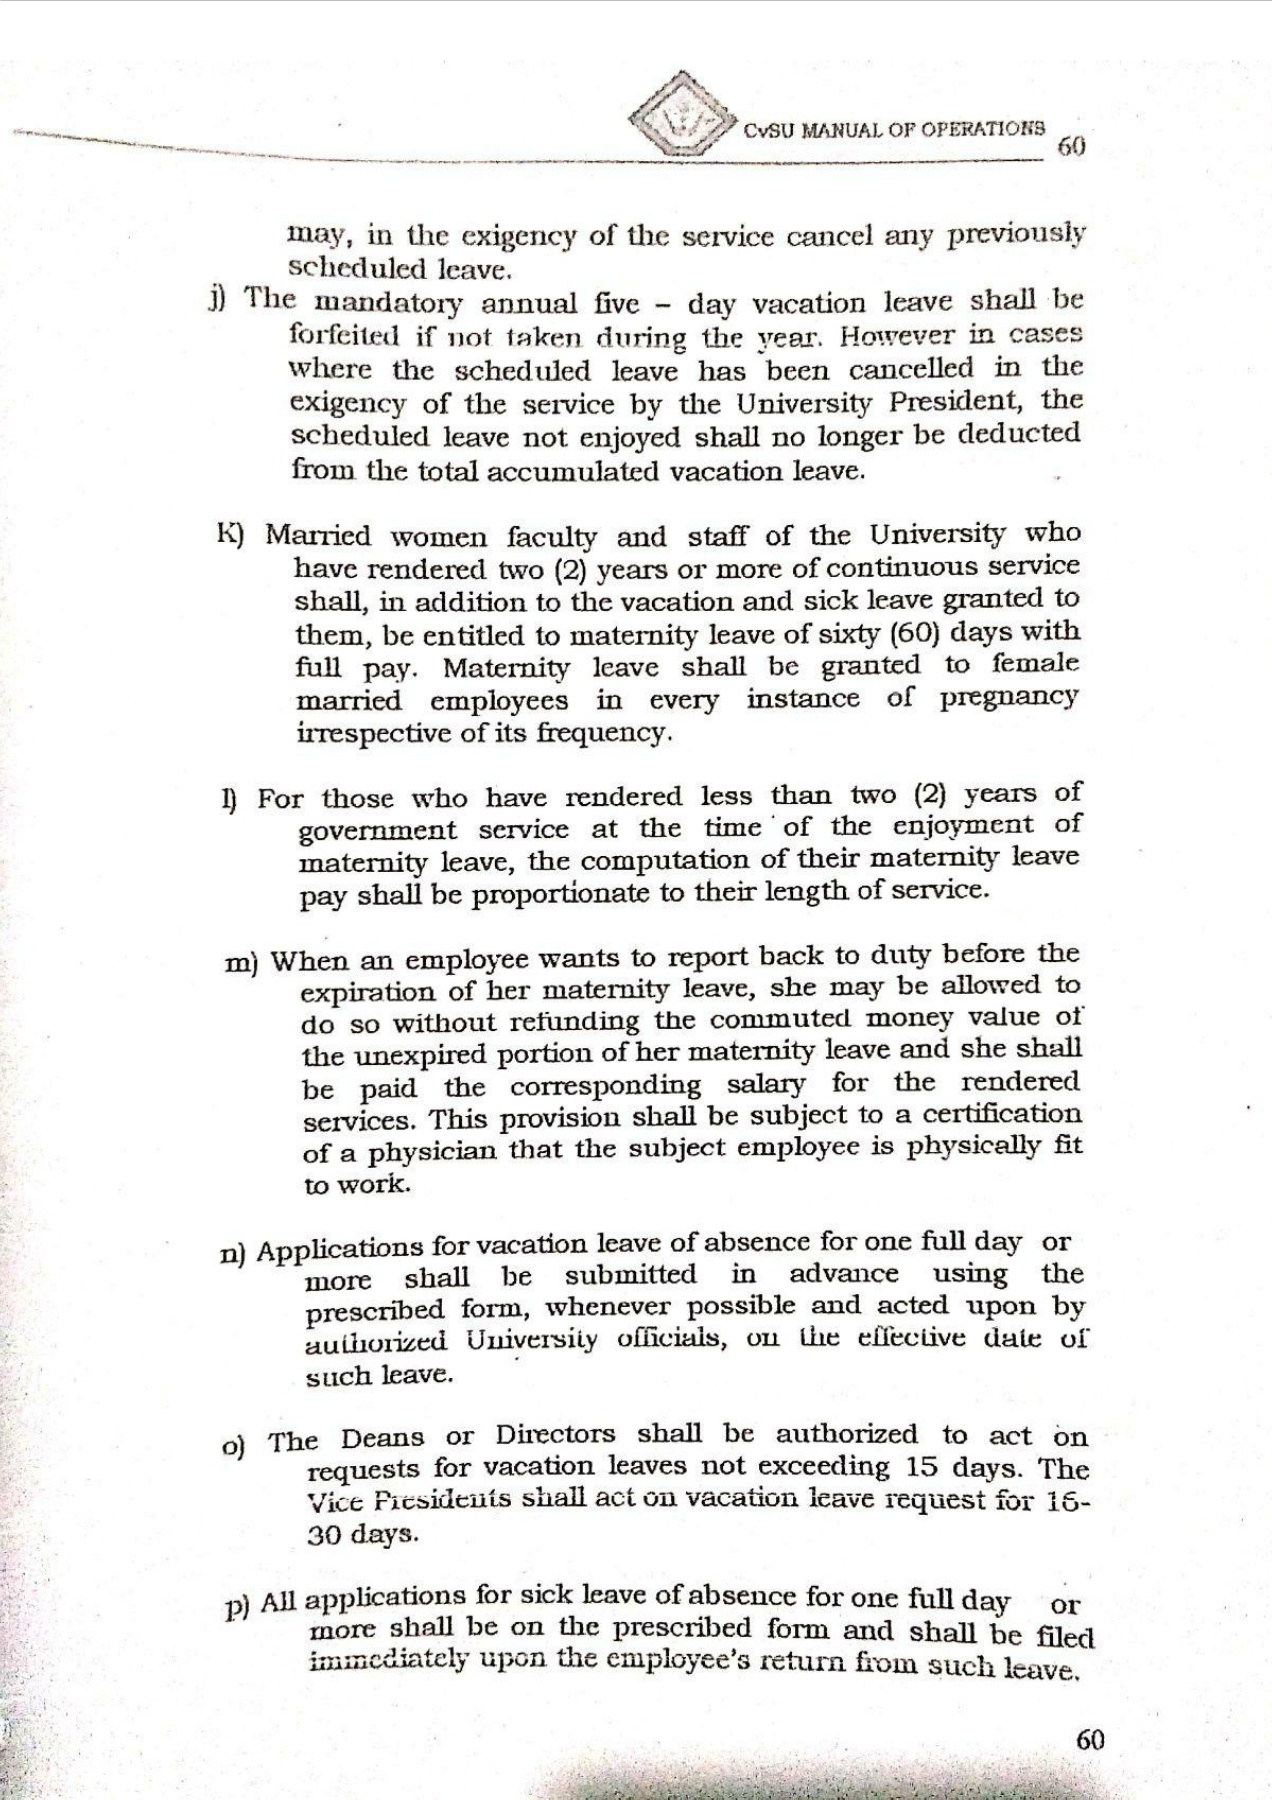 CvSU MANUAL OF OPERATIONS
60
may, in the exigency of the service cancel any previously
scheduled leave.
j) The mandatory annual five – day vacation leave shall be
forfeited if not taken during the year. However in cases
where the scheduled leave has been cancelled in the
exigency of the service by the University President, the
scheduled leave not enjoyed shall no longer be deducted
from the total accumulated vacation leave.
K) Married women faculty and staff of the University who
have rendered two (2) years or more of continuous service
shall, in addition to the vacation and sick leave granted to
them, be entitled to maternity leave of sixty (60) days with
full pay. Maternity leave shall be granted to female
married employees in every instance of pregnancy
irrespective of its frequency.
l) For those who have rendered less than two (2) years of
government service at the time of the enjoyment of
maternity leave, the computation of their maternity leave
pay shall be proportionate to their length of service.
m) When an employee wants to report back to duty before the
expiration of her maternity leave, she may be allowed to
do so without refunding the commuted money value of
the unexpired portion of her maternity leave and she shall
be paid the corresponding salary for the rendered
services. This provision shall be subject to a certification
of a physician that the subject employee is physically fit
to work.
n) Applications for vacation leave of absence for one full day or
more shall be submitted in advance using the
prescribed form, whenever possible and acted upon by
authorized University officials, on the effective date of
such leave.
o) The Deans or Directors shall be authorized to act on
requests for vacation leaves not exceeding 15 days. The
Vice Presidents shall act on vacation leave request for 16-
30 days.
p) All applications for sick leave of absence for one full day or
more shall be on the prescribed form and shall be filed
immediately upon the employee's return from such leave.
60